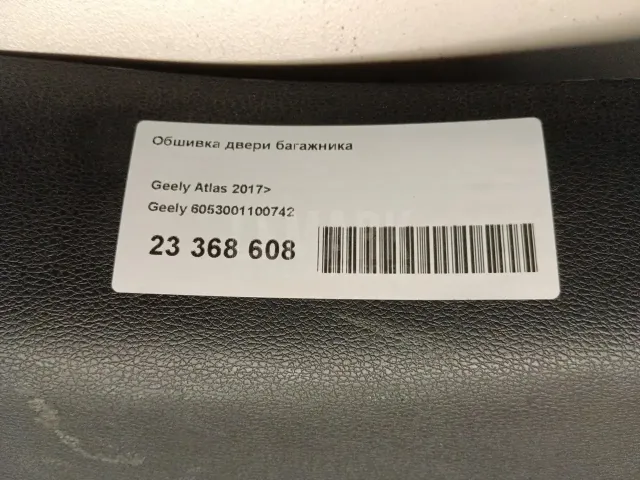 Обшивка двери багажника
Geely Atlas 2017>
Geely 6053001100742
23 368 608